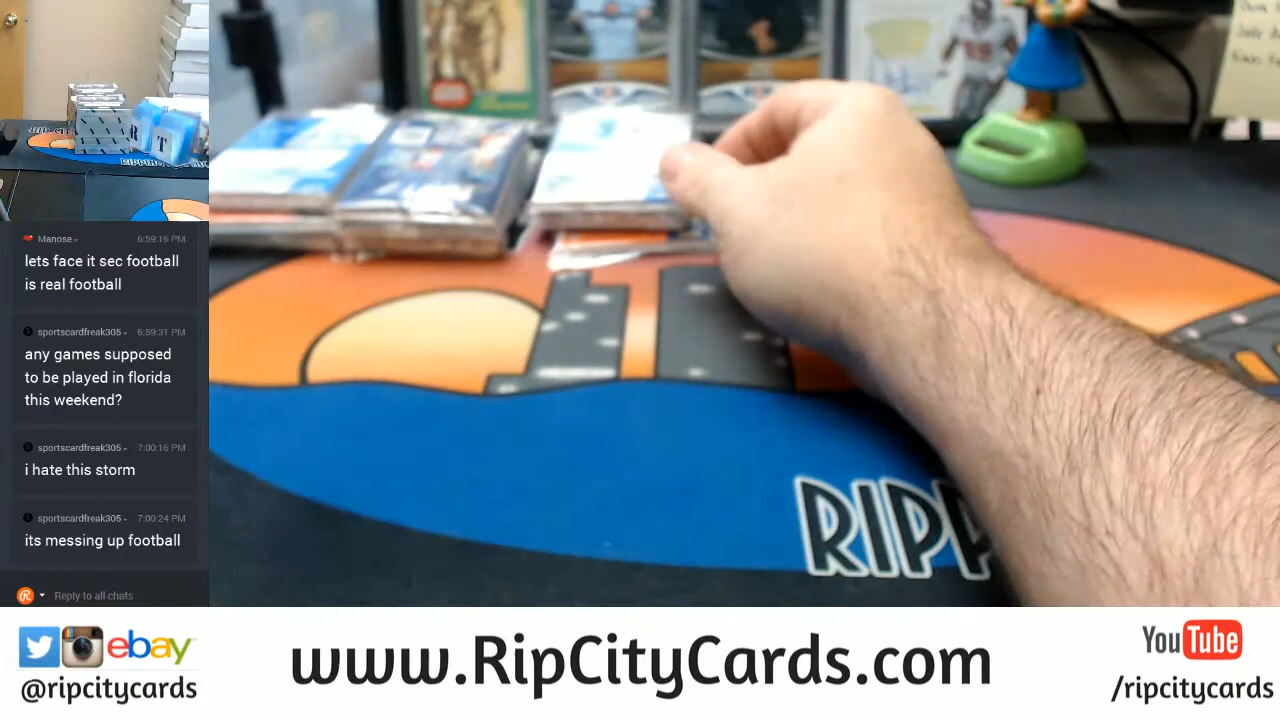 R
T
Manose
6:59:16 PM
lets face it sec football
is real football
sportscardfreak305
6:59:31 PM
any games supposed
to be played in florida
this weekend?
sportscardfreak305
7:00:16 PM
i hate this storm
sportscardfreak305
7:00:24 PM
its messing up football
Reply to all chats
RIPP
ebay
@ripcitycards
www.RipCityCards.com
YouTube
/ripcitycards